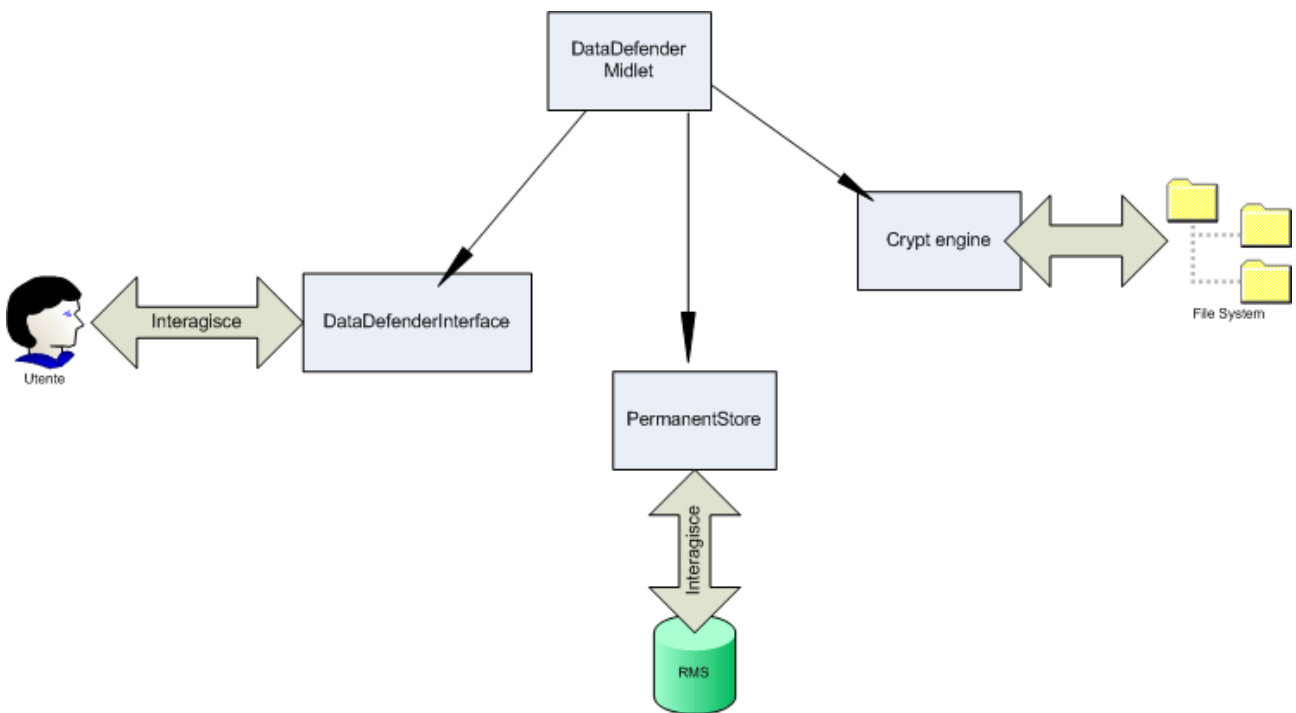 DataDefender
Midlet
Crypt engine
File System
Interagisce
DataDefenderInterface
Utente
PermanentStore
Interagisce
RMS